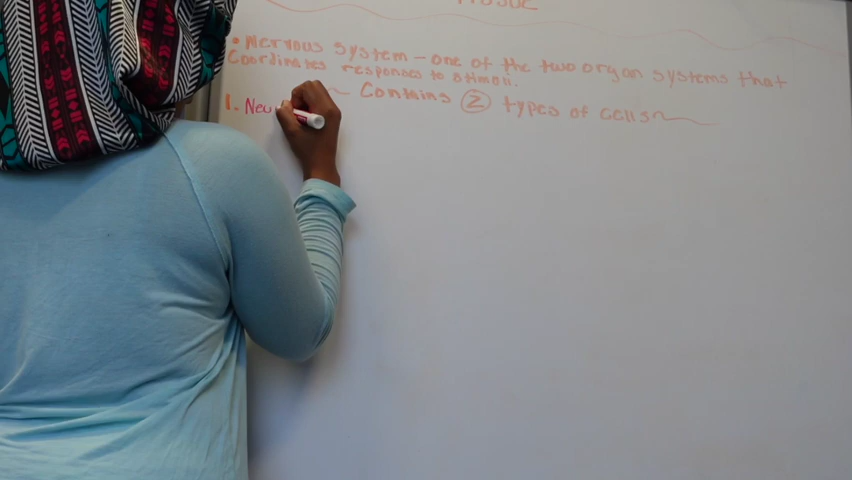 • Nervous system - one of the two organ systems that
coordinates responses to stimuli.
~ Contains ② types of cells ~
1. Neu